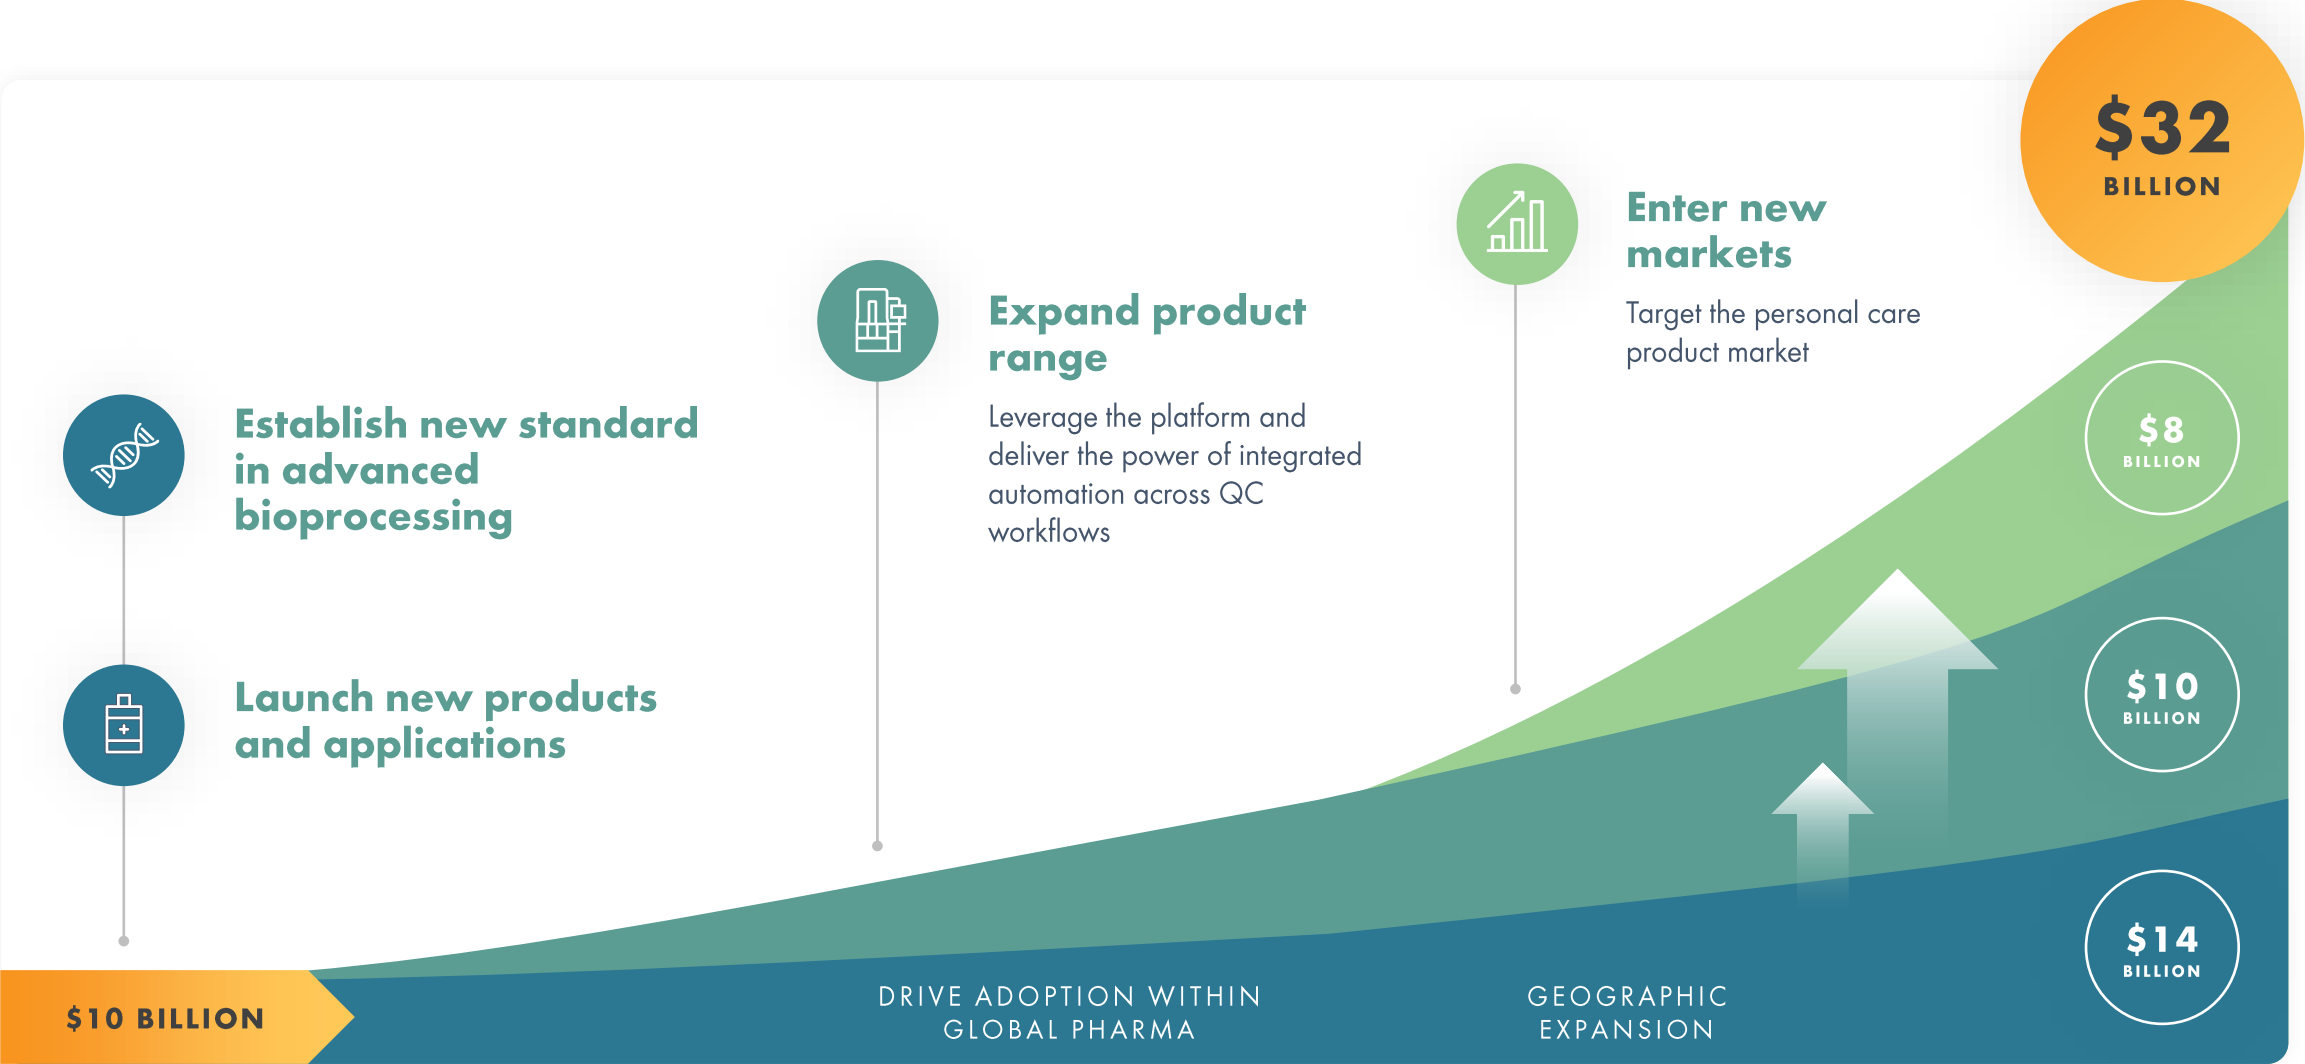 $32
BILLION
Enter new
markets
Target the personal care
product market
Expand product
range
Leverage the platform and
deliver the power of integrated
automation across QC
workflows
Establish new standard
in advanced
bioprocessing
Launch new products
and applications
$8
BILLION
$10
BILLION
$14
BILLION
$10 BILLION
DRIVE ADOPTION WITHIN
GLOBAL PHARMA
GEOGRAPHIC
EXPANSION